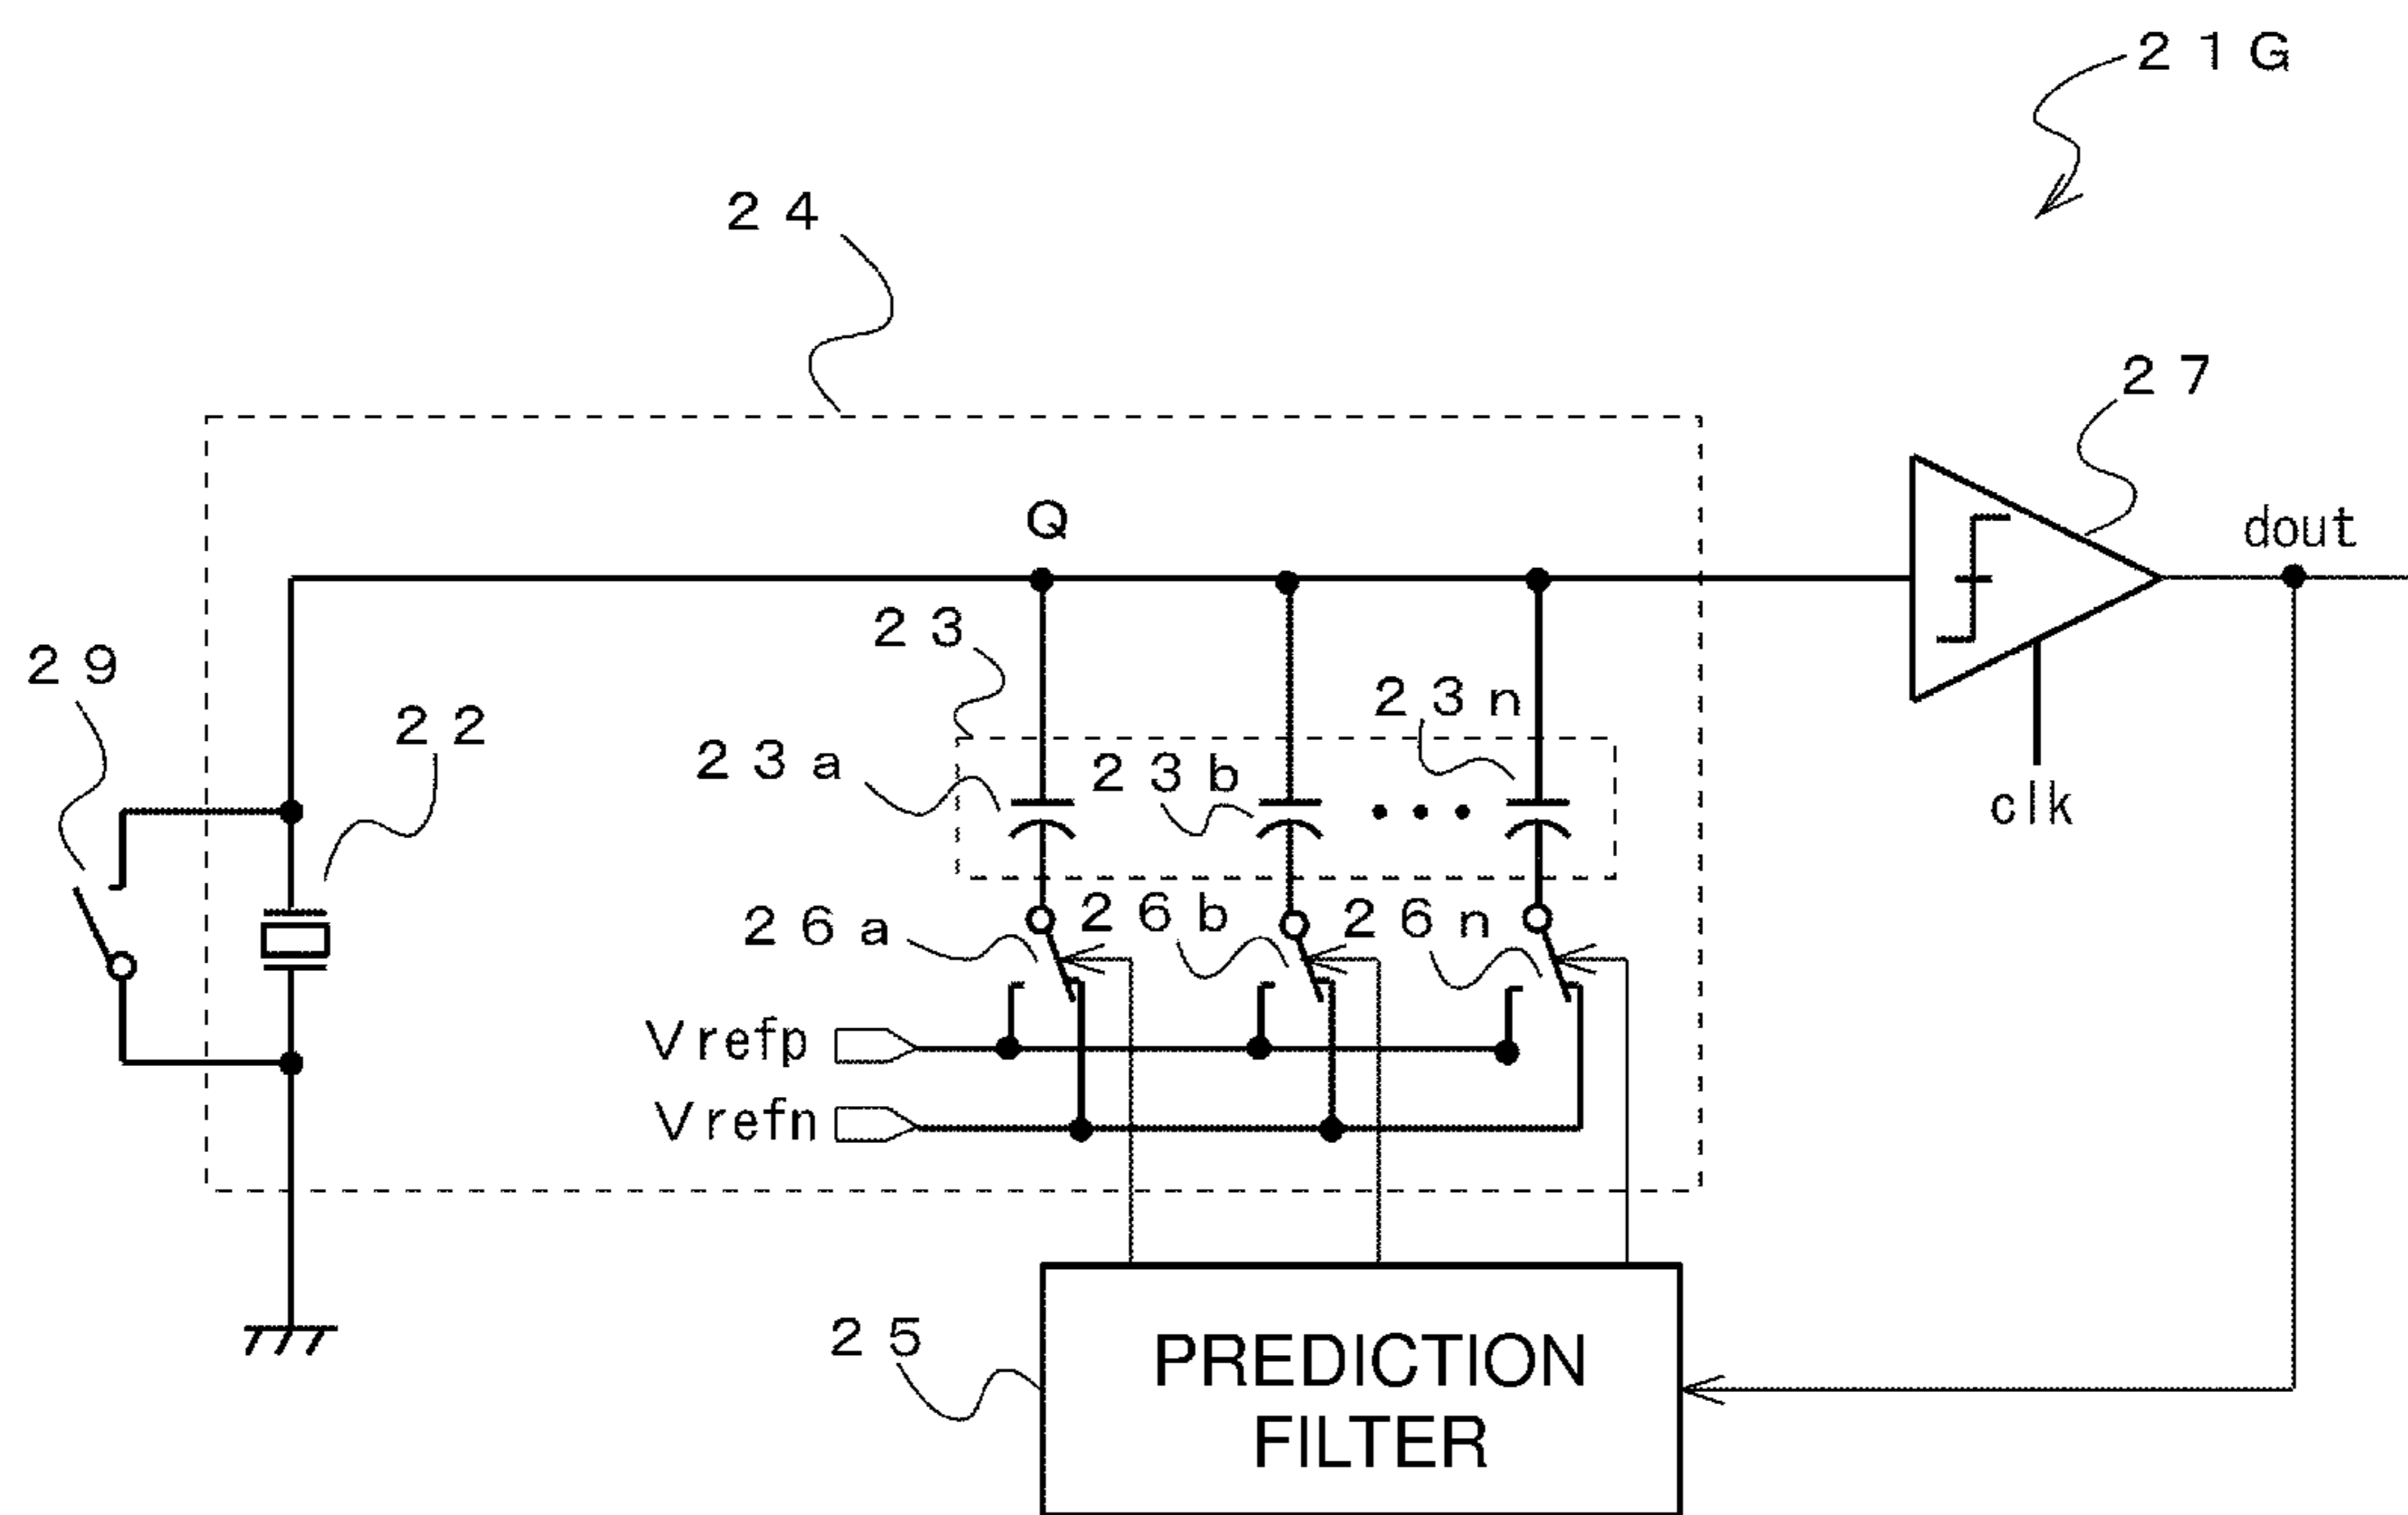 21G
24
27
Q
dout
23
29
23n
22
23a
23b
clk
26a
26b
26n
Vrefp
Vrefn
25
PREDICTION
FILTER